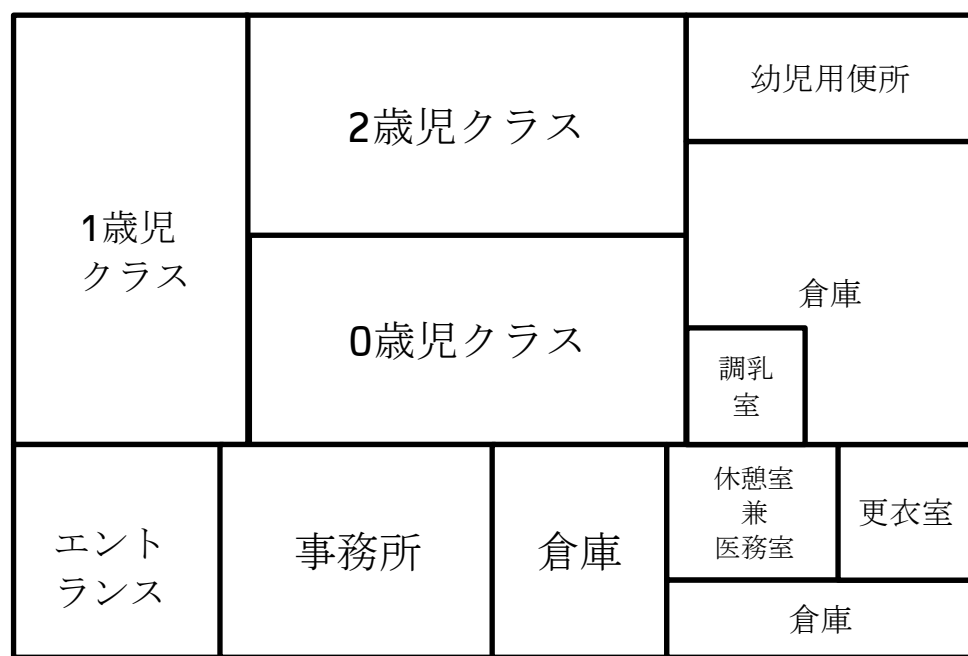 2歳児クラス
幼児用便所
1歳児
クラス
倉庫
0歳児クラス
調乳
室
エント
ランス
事務所
倉庫
休憩室
兼
医務室
更衣室
倉庫